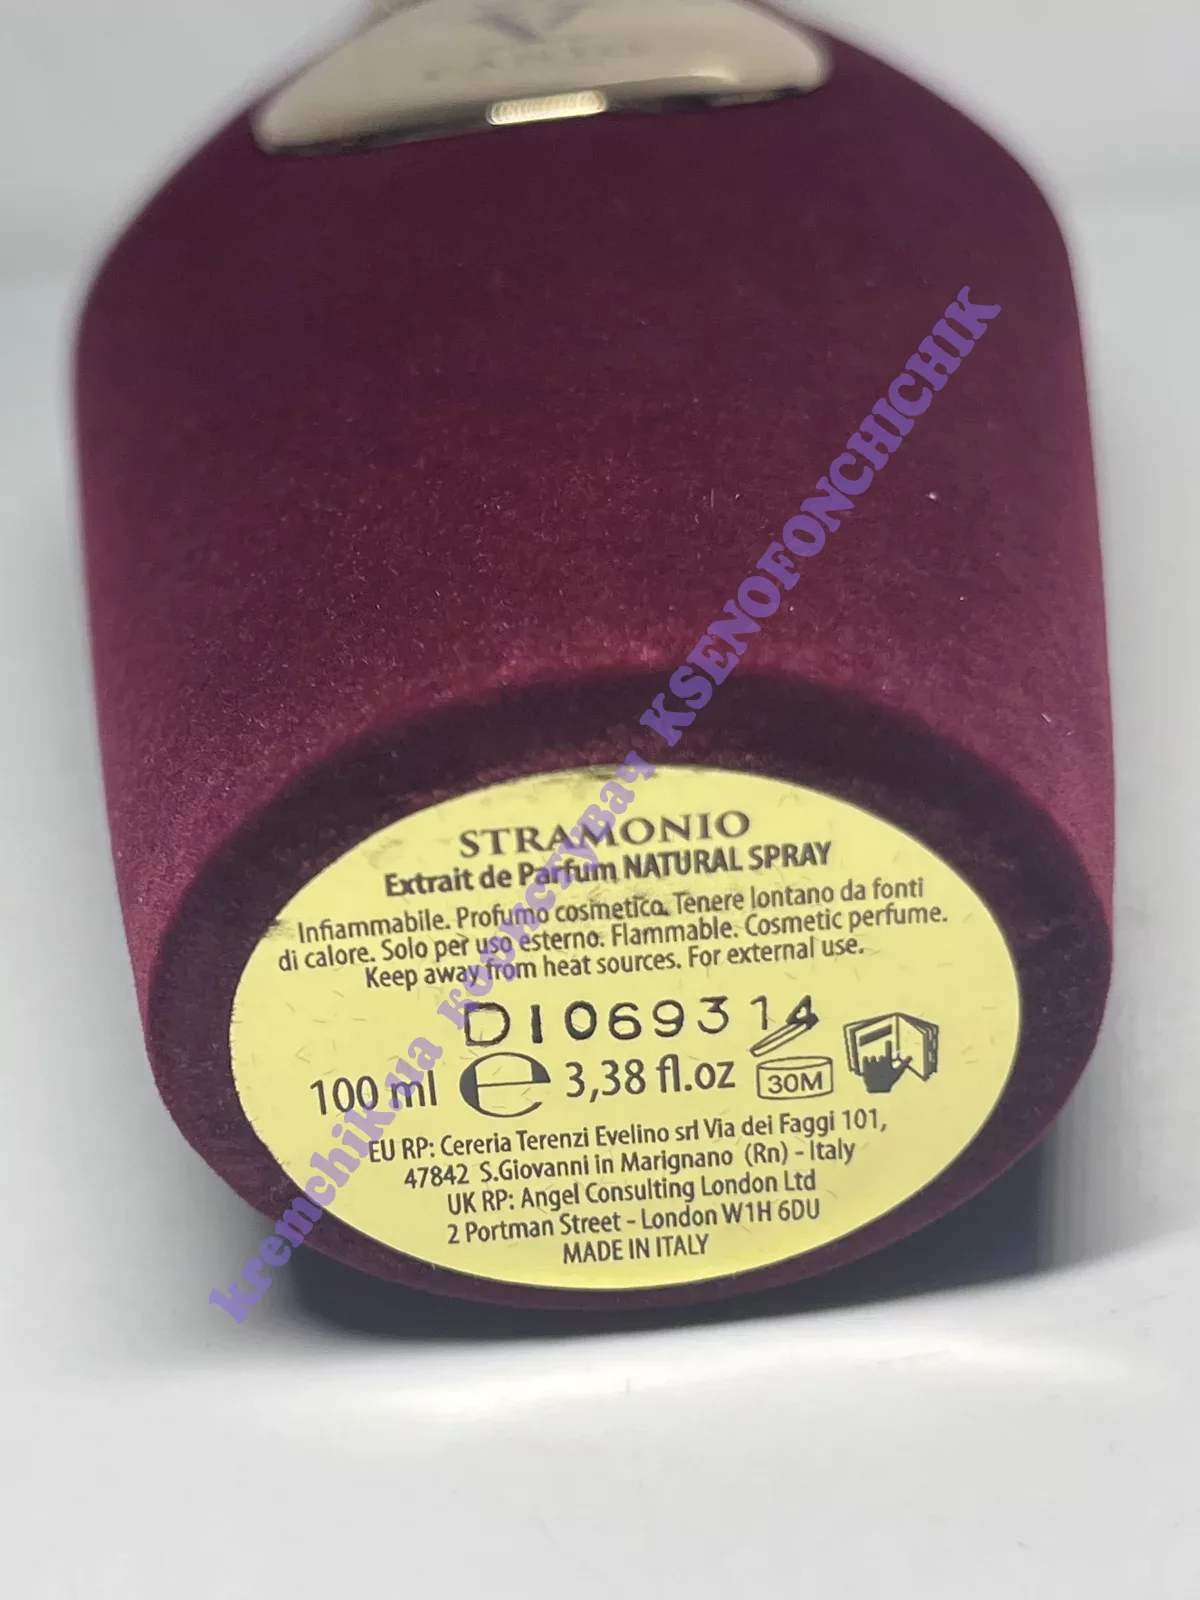 STRAMONIO
Extrait de Parfum NATURAL SPRAY
Infiammabile. Profumo cosmetico. Tenere lontano da fonti
di calore. Solo per uso esterno. Flammable. Cosmetic perfume.
Keep away from heat sources. For external use.
DI069314
100 ml e 3,38 fl.oz 30M
EU RP: Cereria Terenzi Evelino srl Via dei Faggi 101,
47842 S.Giovanni in Marignano (Rn) - Italy
UK RP: Angel Consulting London Ltd
2 Portman Street - London W1H 6DU
MADE IN ITALY
kremchik.ua користувач KSENOFONCHICHIK